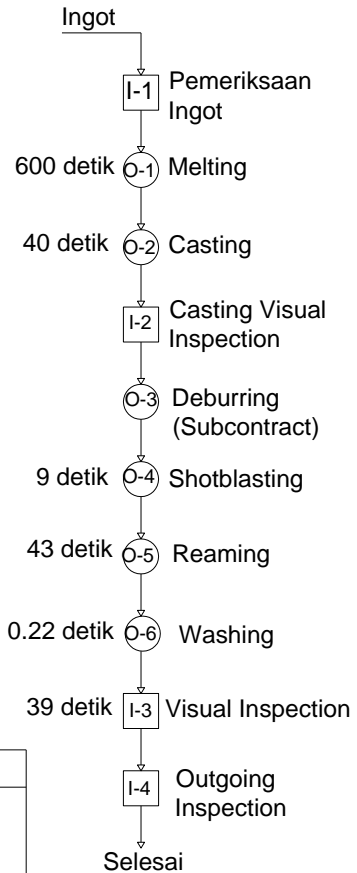 Ingot
I-1 Pemeriksaan
Ingot
600 detik O-1 Melting
40 detik O-2 Casting
I-2 Casting Visual
Inspection
O-3 Deburring
(Subcontract)
9 detik O-4 Shotblasting
43 detik O-5 Reaming
0.22 detik O-6 Washing
39 detik I-3 Visual Inspection
I-4 Outgoing
Inspection
Selesai